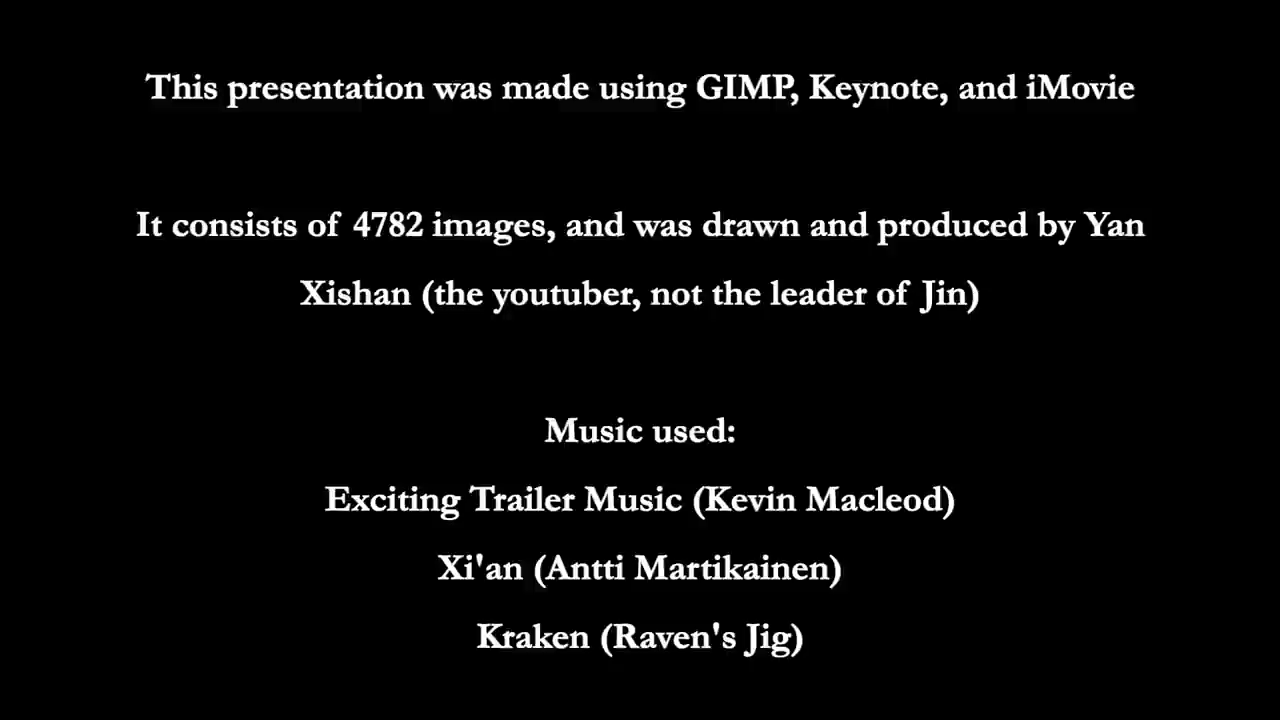 This presentation was made using GIMP, Keynote, and iMovie
It consists of 4782 images, and was drawn and produced by Yan
Xishan (the youtuber, not the leader of Jin)
Music used:
Exciting Trailer Music (Kevin Macleod)
Xi'an (Antti Martikainen)
Kraken (Raven's Jig)